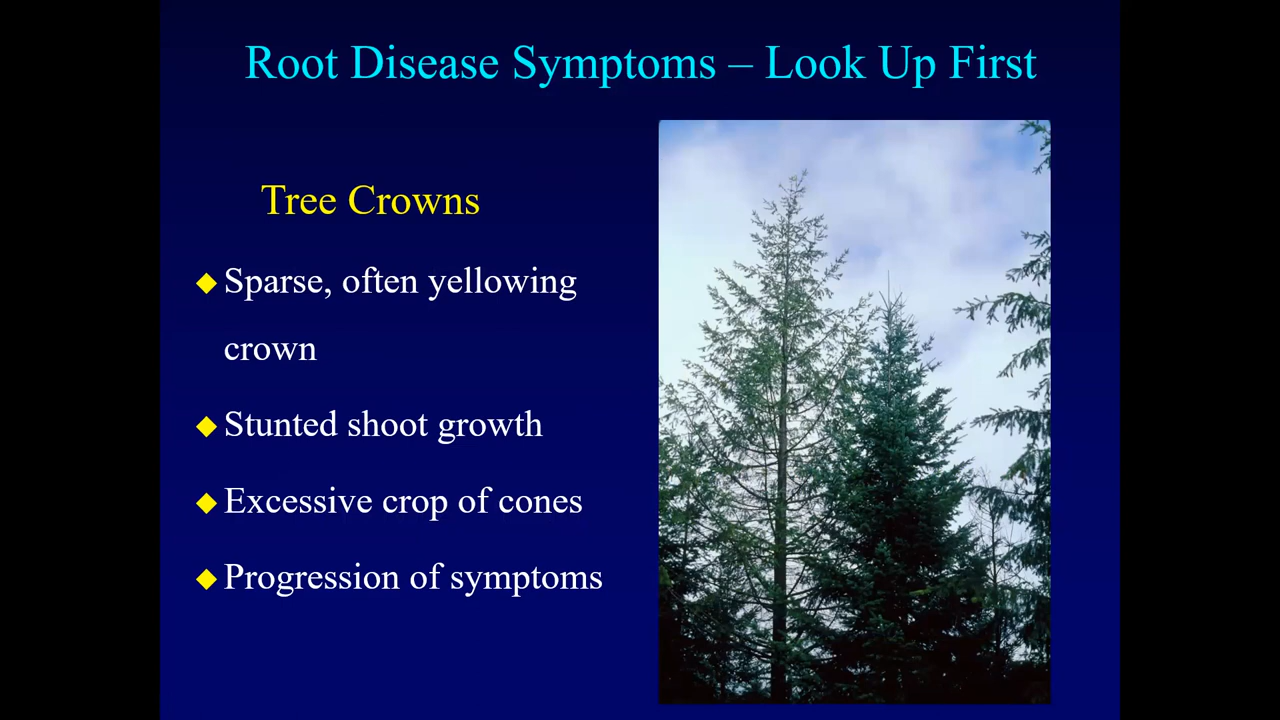 Root Disease Symptoms – Look Up First
Tree Crowns
Sparse, often yellowing
crown
Stunted shoot growth
Excessive crop of cones
Progression of symptoms